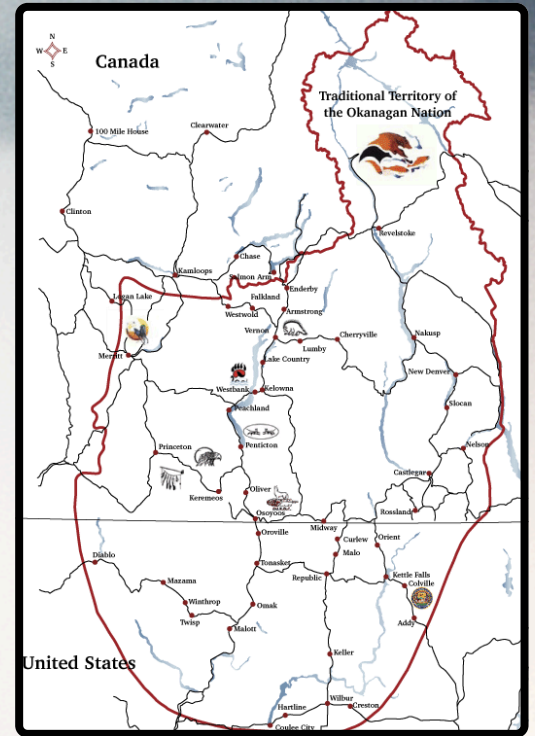 N
W E
S
Canada
Traditional Territory of
the Okanagan Nation
100 Mile House
Clearwater
Clinton
Revelstoke
Chase
Kamloops
Salmon Arm
Enderby
Logan Lake
Falkland
Westwold
Armstrong
Vernon
Cherryville
Nakusp
Lumby
Merritt
Lake Country
New Denver
Westbank
Kelowna
Slocan
Peachland
Penticton
Nelson
Princeton
Castlegar
Keremeos
Oliver
Rossland
Osoyoos
Midway
Oroville
Curlew
Orient
Malo
Diablo
Tonasket
Republic
Kettle Falls
Colville
Mazama
Winthrop
Omak
Twisp
Addy
Malott
Keller
United States
Wilbur
Hartline
Creston
Coulee City